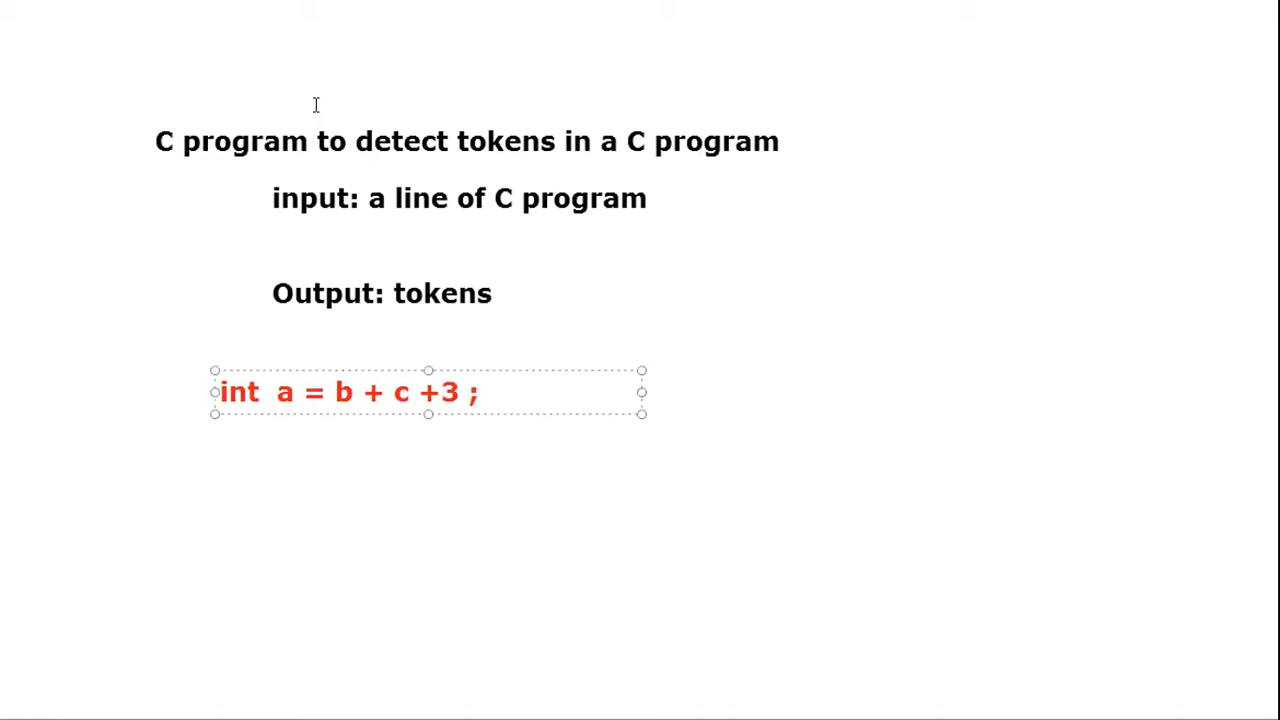 C program to detect tokens in a C program
input: a line of C program
Output: tokens
int  a = b + c +3 ;